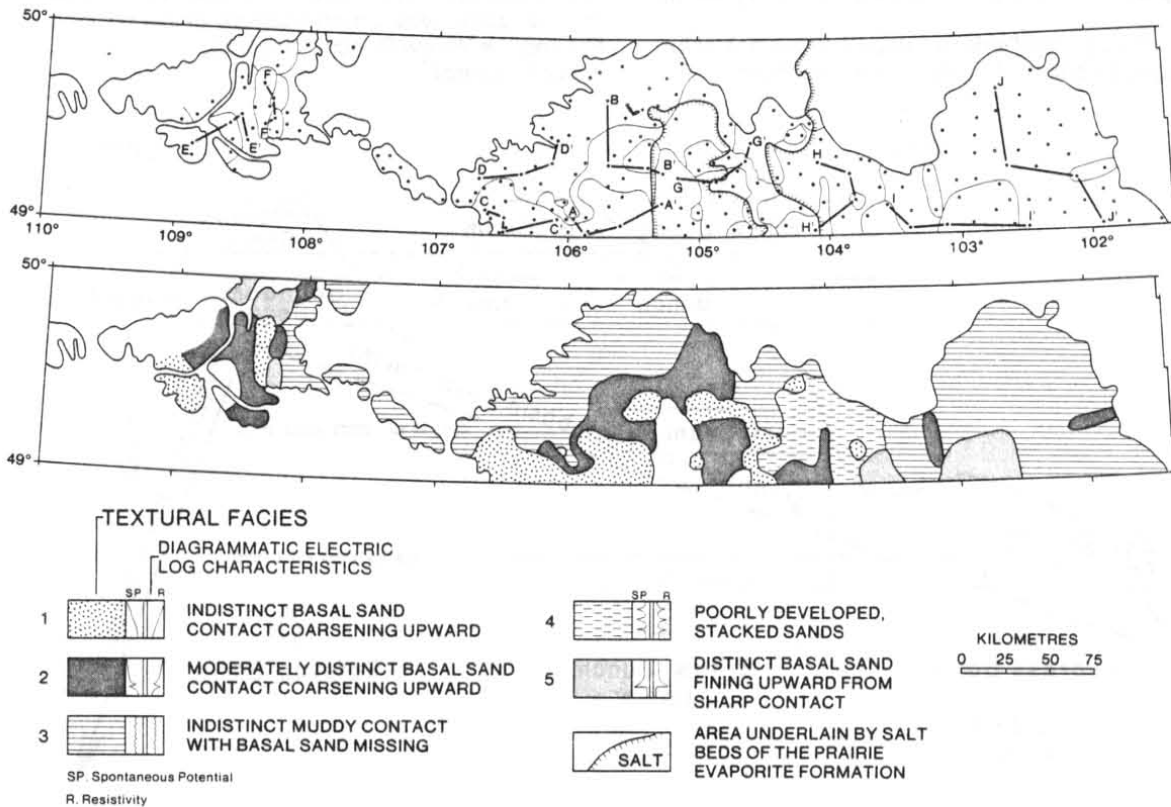 50°
F
J
B
F'
G'
E
E'
D'
H
D
B'
G
C
A
A'
I
49°
C'
H'
I'
J'
110°
109°
108°
107°
106°
105°
104°
103°
102°
50°
49°
TEXTURAL FACIES
DIAGRAMMATIC ELECTRIC
LOG CHARACTERISTICS
SP R
1 INDISTINCT BASAL SAND
CONTACT COARSENING UPWARD
2 MODERATELY DISTINCT BASAL SAND
CONTACT COARSENING UPWARD
3 INDISTINCT MUDDY CONTACT
WITH BASAL SAND MISSING
SP. Spontaneous Potential
R. Resistivity
SP R
4 POORLY DEVELOPED,
STACKED SANDS
5 DISTINCT BASAL SAND
FINING UPWARD FROM
SHARP CONTACT
SALT
AREA UNDERLAIN BY SALT
BEDS OF THE PRAIRIE
EVAPORITE FORMATION
KILOMETRES
0 25 50 75